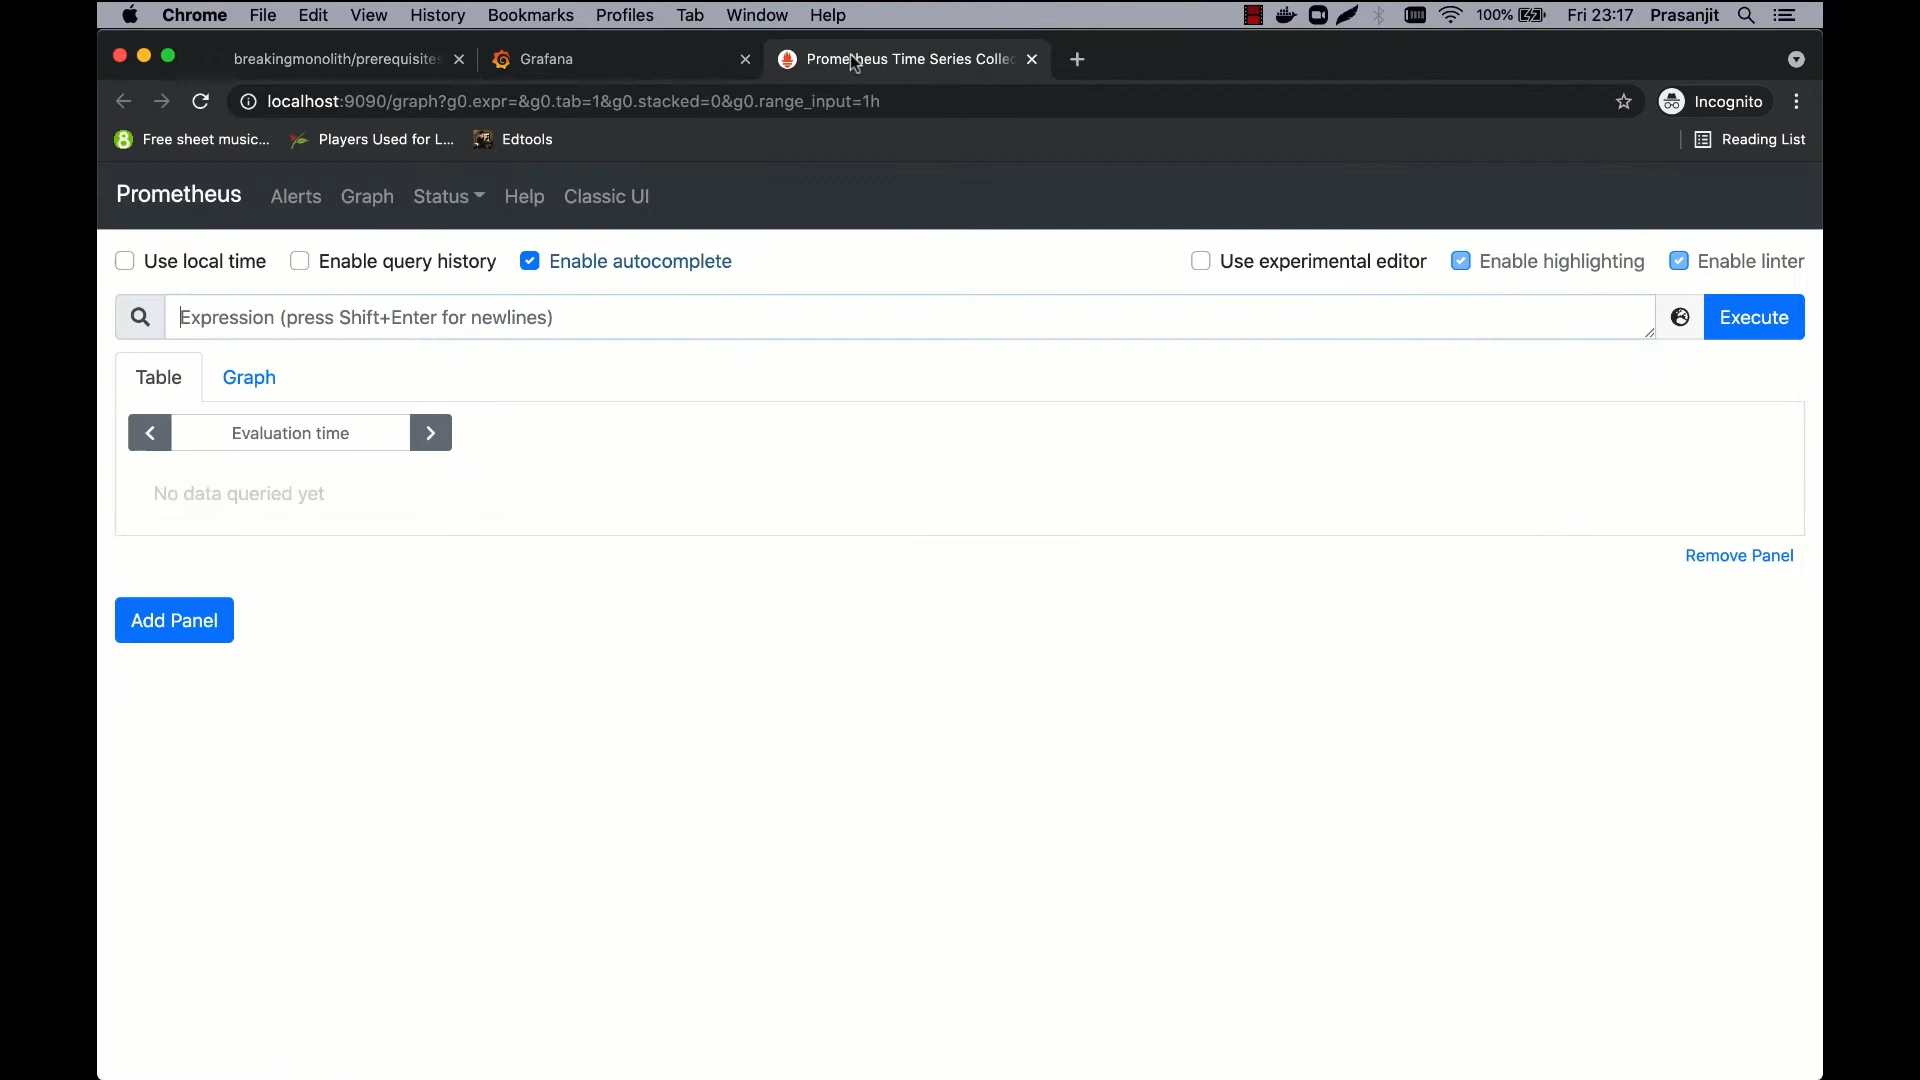 Chrome File Edit View History Bookmarks Profiles Tab Window Help 100% Fri 23:17 Prasanjit
breakingmonolith/prerequisites Grafana Prometheus Time Series Collec
localhost:9090/graph?g0.expr=&g0.tab=1&g0.stacked=0&g0.range_input=1h Incognito
Free sheet music... Players Used for L... Edtools Reading List
Prometheus Alerts Graph Status Help Classic UI
Use local time Enable query history Enable autocomplete Use experimental editor Enable highlighting Enable linter
Expression (press Shift+Enter for newlines) Execute
Table Graph
Evaluation time
No data queried yet
Remove Panel
Add Panel